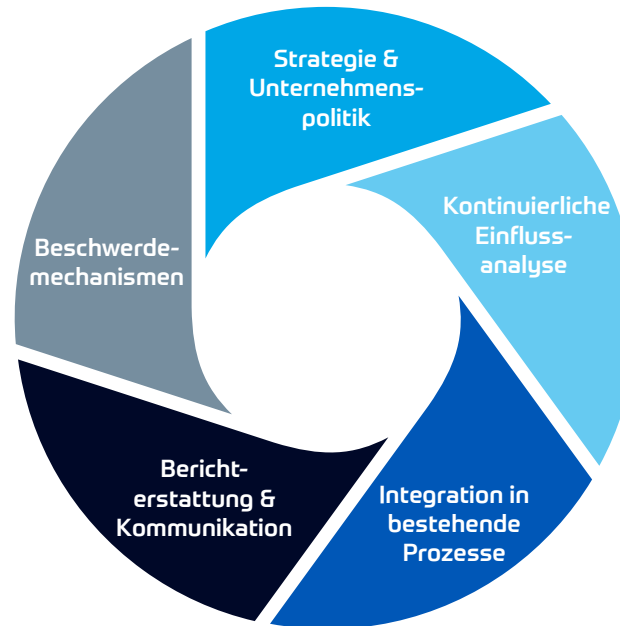 Strategie &
Unternehmens-
politik
Kontinuierliche
Einfluss-
analyse
Integration in
bestehende
Prozesse
Bericht-
erstattung &
Kommunikation
Beschwerde-
mechanismen